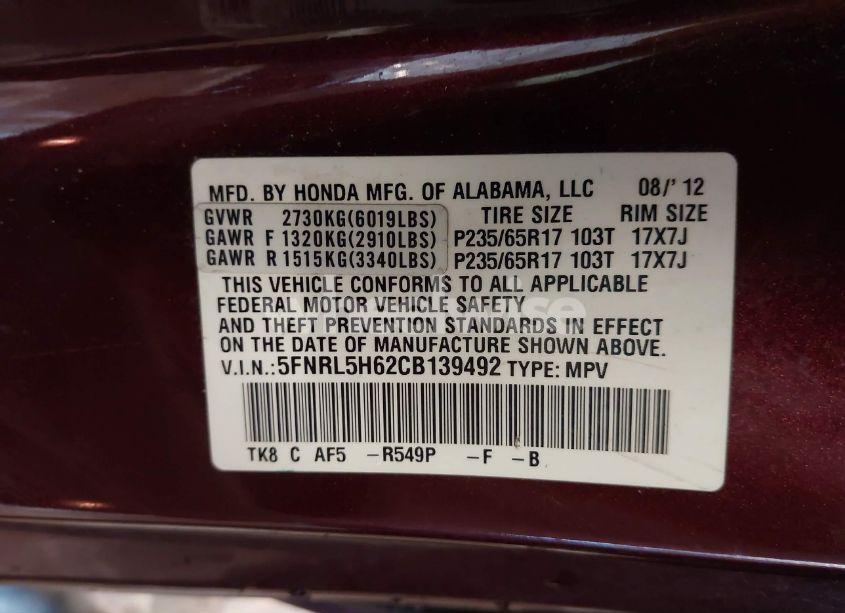 MFD. BY HONDA MFG. OF ALABAMA, LLC 08/'12
GVWR 2730KG(6019LBS) TIRE SIZE RIM SIZE
GAWR F 1320KG(2910LBS) P235/65R17 103T 17X7J
GAWR R 1515KG(3340LBS) P235/65R17 103T 17X7J
THIS VEHICLE CONFORMS TO ALL APPLICABLE
FEDERAL MOTOR VEHICLE SAFETY
AND THEFT PREVENTION STANDARDS IN EFFECT
ON THE DATE OF MANUFACTURE SHOWN ABOVE.
V.I.N.:5FNRL5H62CB139492 TYPE: MPV
TK8 C AF5 -R549P -F -B